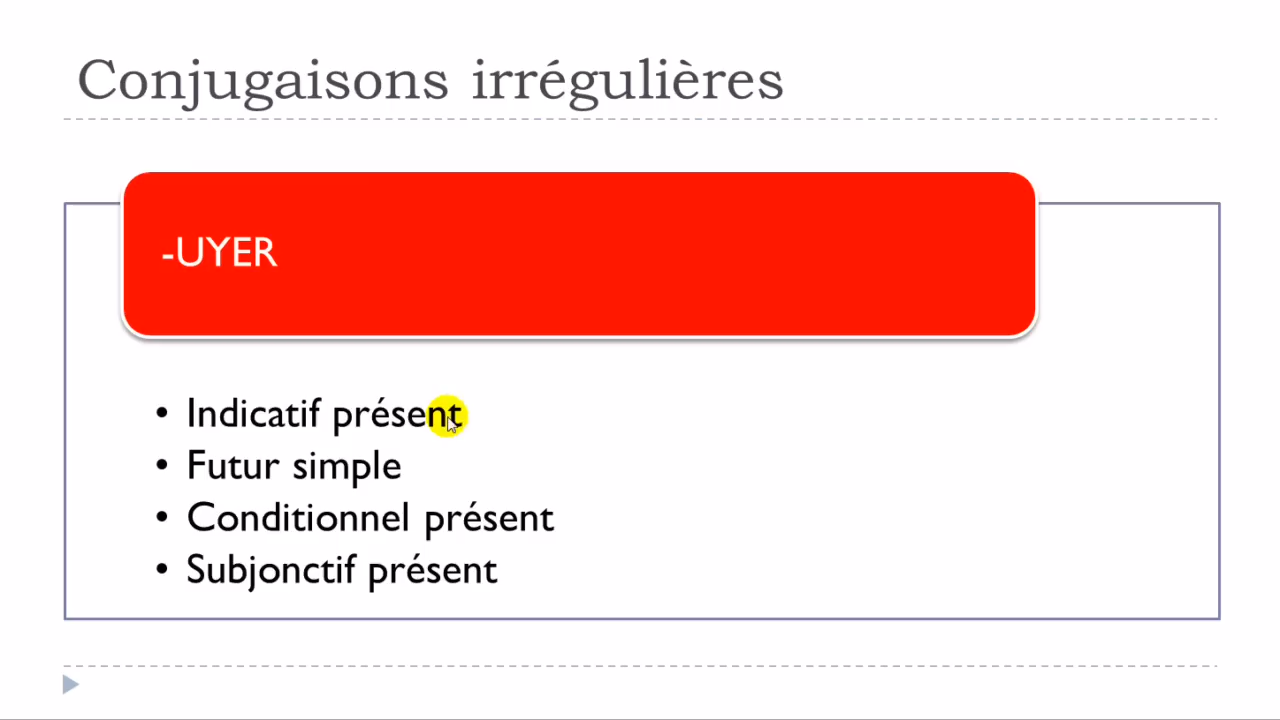 Conjugaisons irrégulières
-UYER
• Indicatif présent
• Futur simple
• Conditionnel présent
• Subjonctif présent